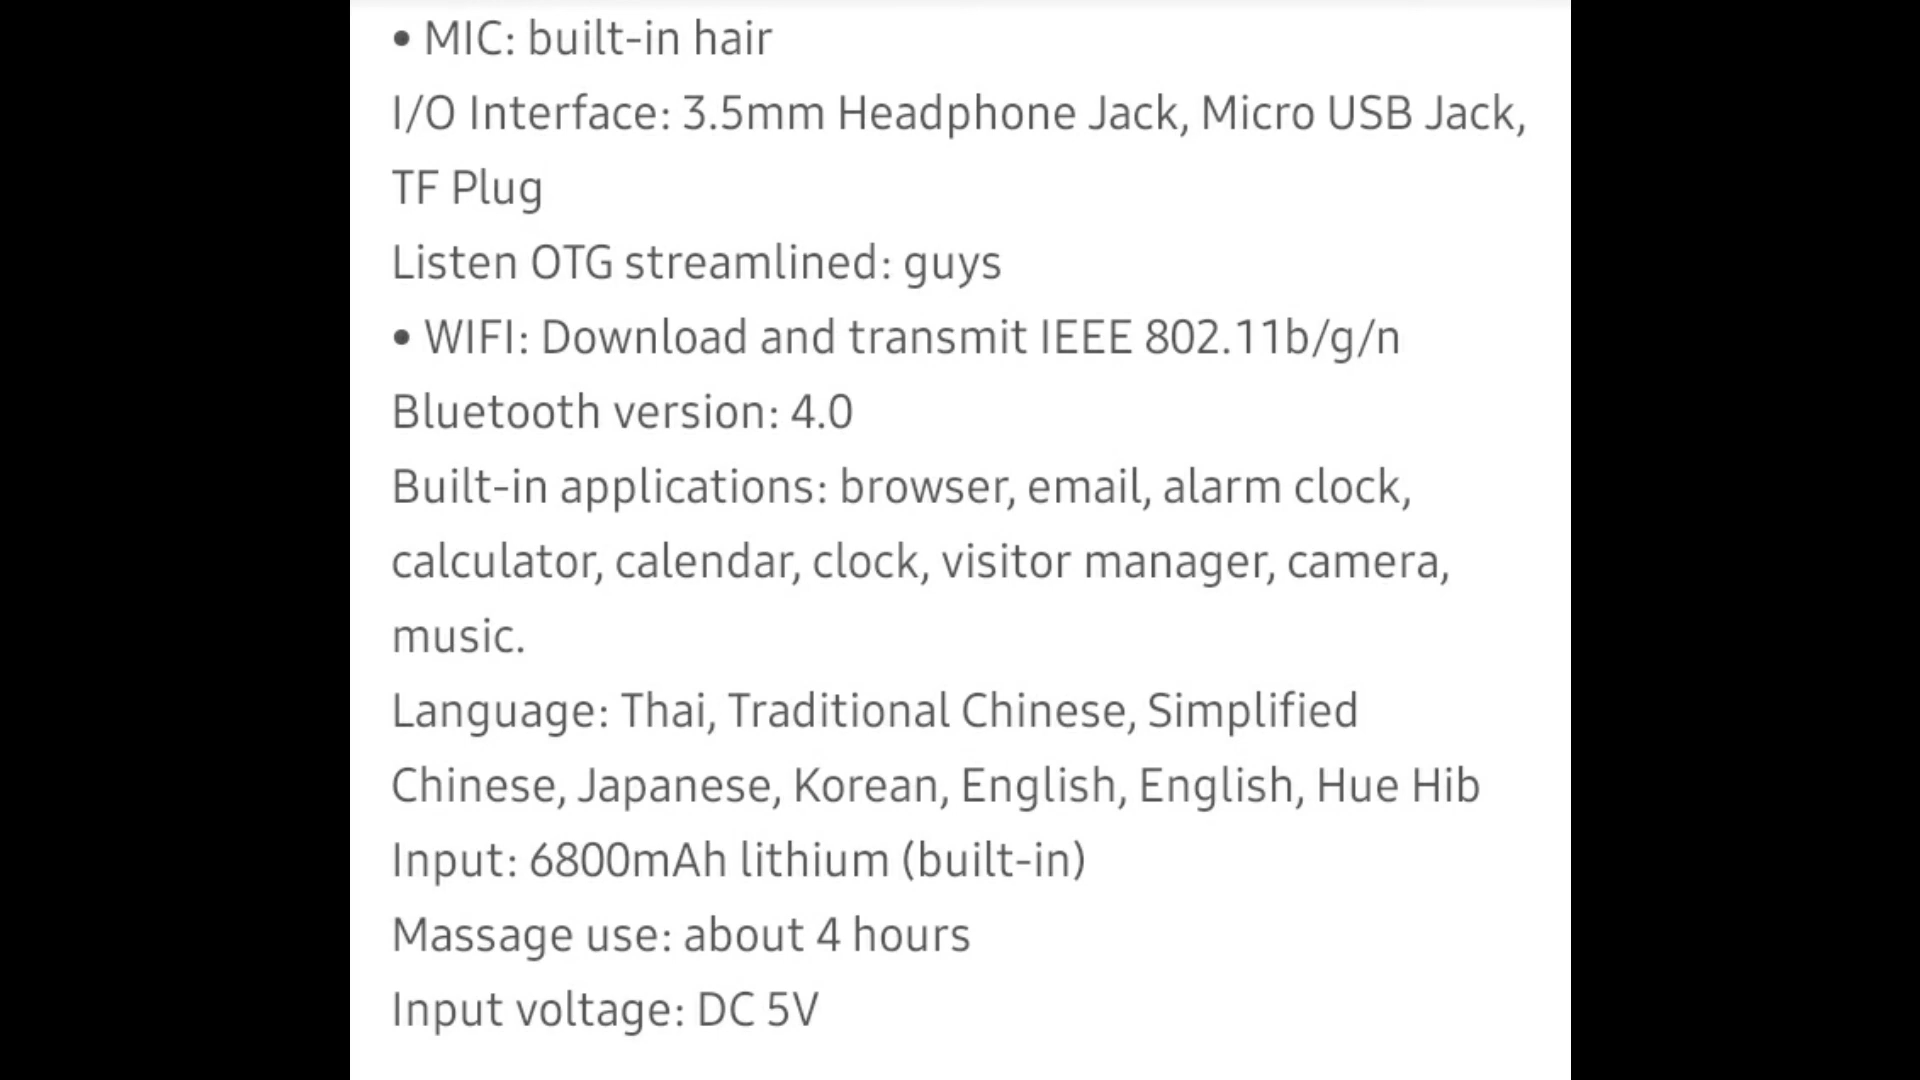 • MIC: built-in hair
I/O Interface: 3.5mm Headphone Jack, Micro USB Jack,
TF Plug
Listen OTG streamlined: guys
• WIFI: Download and transmit IEEE 802.11b/g/n
Bluetooth version: 4.0
Built-in applications: browser, email, alarm clock,
calculator, calendar, clock, visitor manager, camera,
music.
Language: Thai, Traditional Chinese, Simplified
Chinese, Japanese, Korean, English, English, Hue Hib
Input: 6800mAh lithium (built-in)
Massage use: about 4 hours
Input voltage: DC 5V